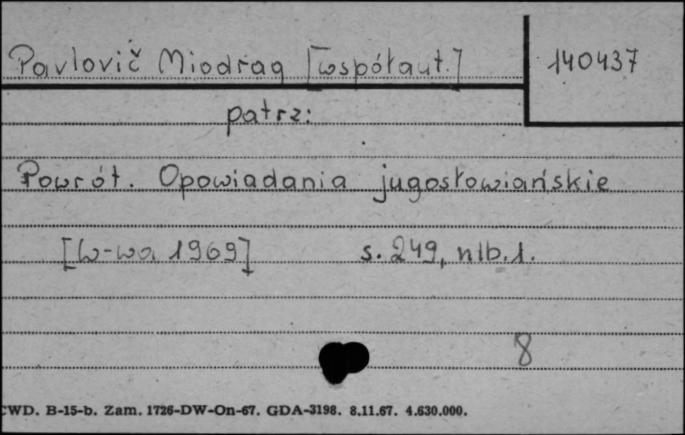 Pavlovič Miodrag [współaut.] 140437
patrz:
Powrót. Opowiadania jugosłowiańskie
[W-wa 1969] s. 249, nlb. 1.
8
CWD. B-15-b. Zam. 1726-DW-On-67. GDA-3198. 8.11.67. 4.630.000.